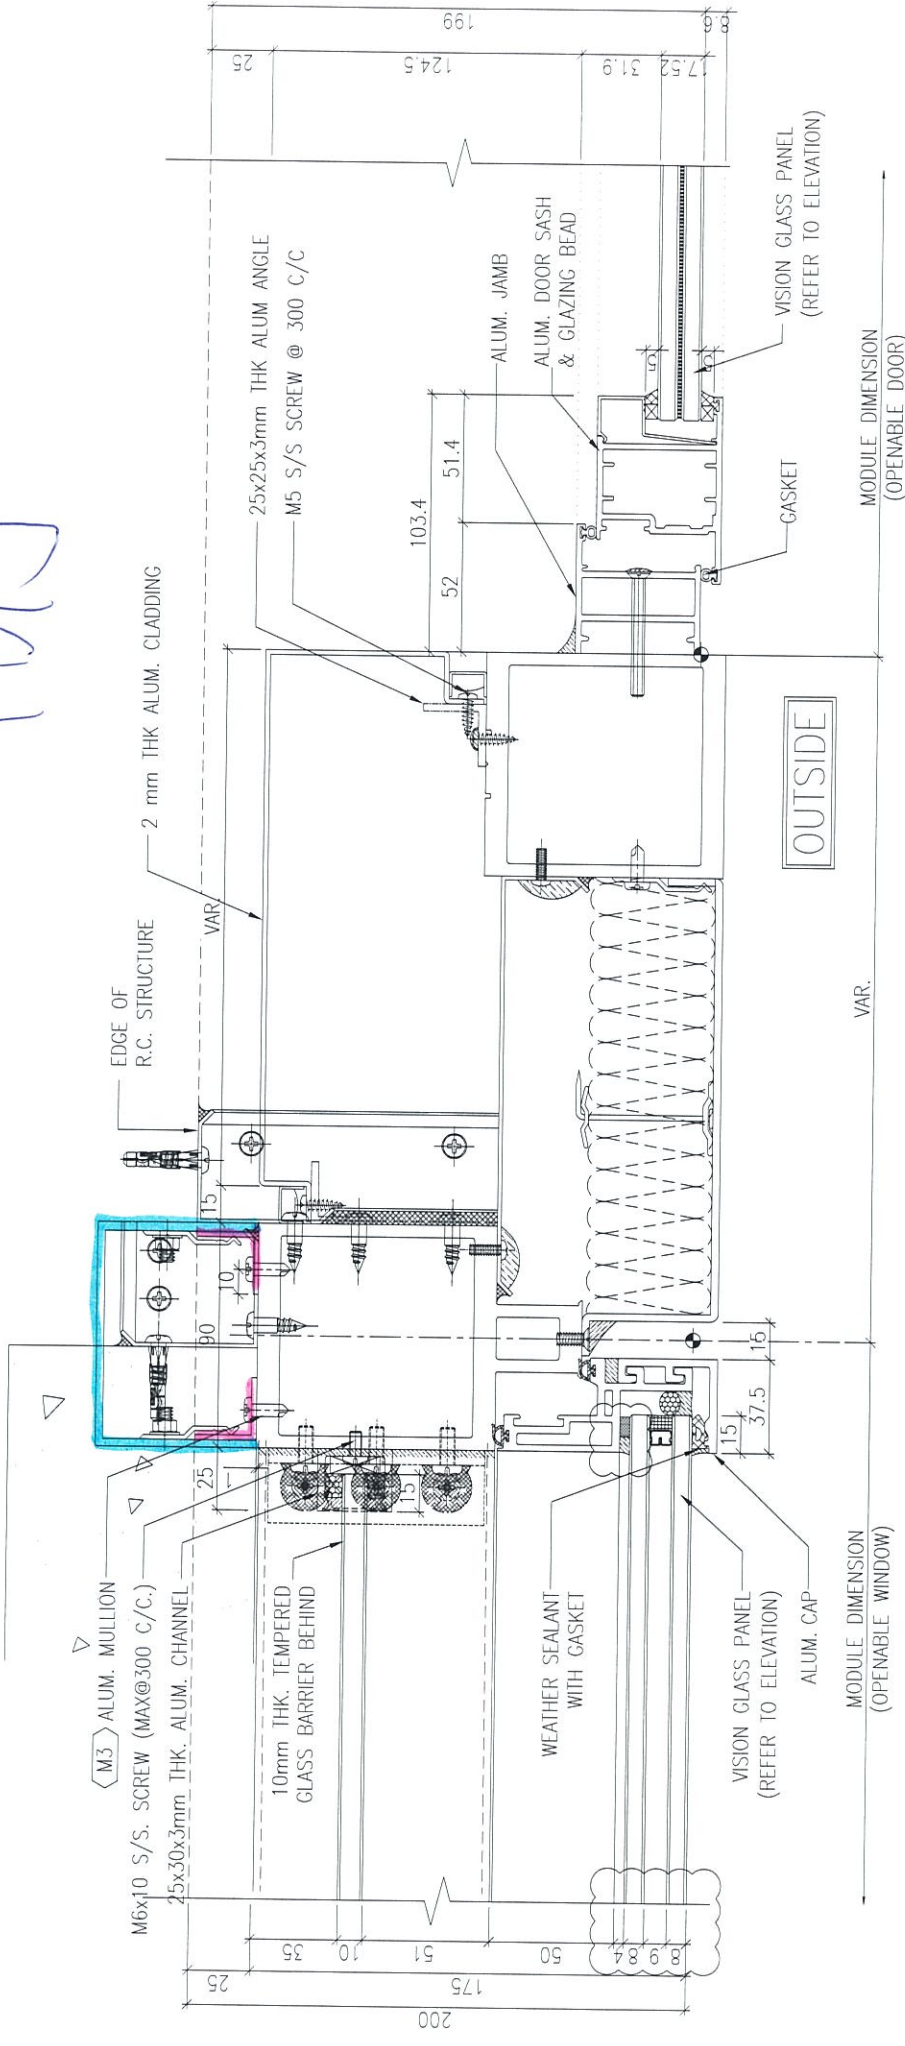 EDGE OF
R.C. STRUCTURE
2 mm THK ALUM. CLADDING
25x25x3mm THK ALUM ANGLE
M5 S/S SCREW @ 300 C/C
M3 ALUM. MULLION
M6x10 S/S. SCREW (MAX@300 C/C.)
25x30x3mm THK. ALUM. CHANNEL
10mm THK. TEMPERED
GLASS BARRIER BEHIND
ALUM. JAMB
ALUM. DOOR SASH
& GLAZING BEAD
WEATHER SEALANT
WITH GASKET
VISION GLASS PANEL
(REFER TO ELEVATION)
ALUM. CAP
MODULE DIMENSION
(OPENABLE WINDOW)
OUTSIDE
GASKET
VISION GLASS PANEL
(REFER TO ELEVATION)
MODULE DIMENSION
(OPENABLE DOOR)
VAR.
VAR.
200
25
175
35
10
51
50
4
8
9
8
25
90
10
15
15
15
37.5
15
103.4
52
51.4
5
5
199
8.6
25
124.5
31.9
17.52